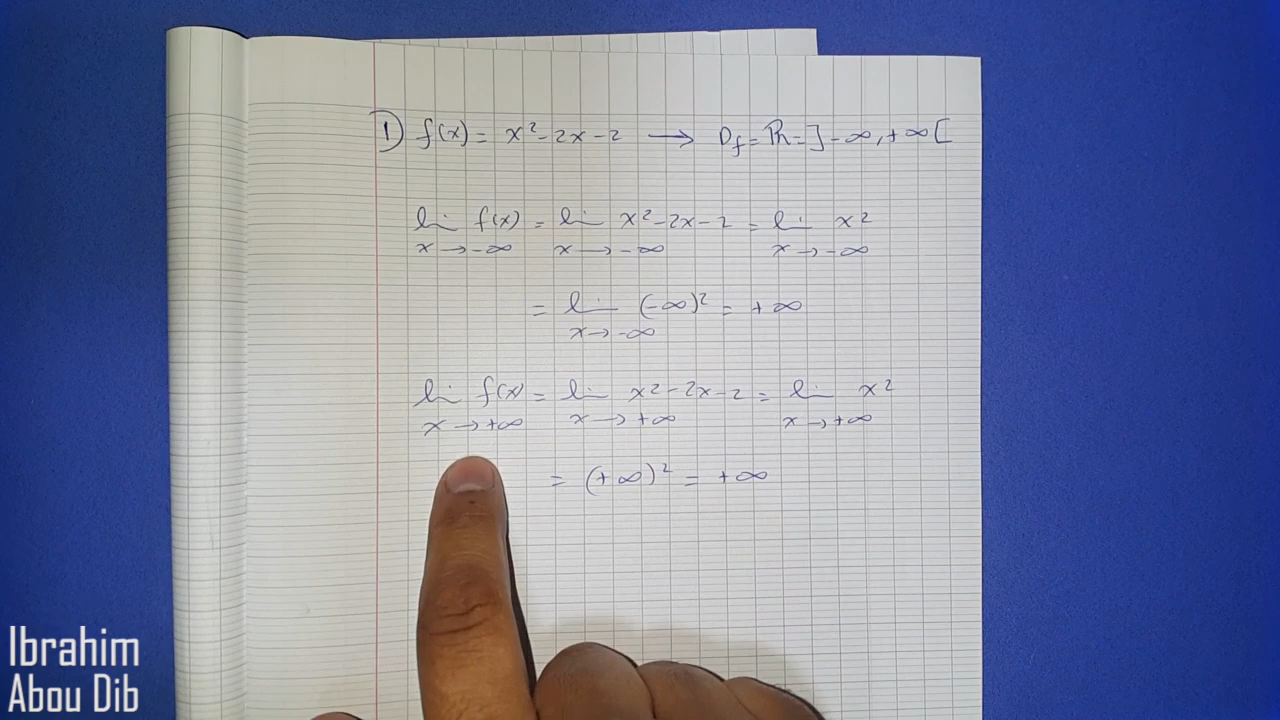 1) f(x) = x² - 2x - 2 → Df = ℝ = ]-∞, +∞[
lim f(x) = lim x² - 2x - 2 = lim x²
x → -∞ x → -∞ x → -∞
= lim (-∞)² = +∞
x → -∞
lim f(x) = lim x² - 2x - 2 = lim x²
x → +∞ x → +∞ x → +∞
= (+∞)² = +∞
Ibrahim
Abou Dib